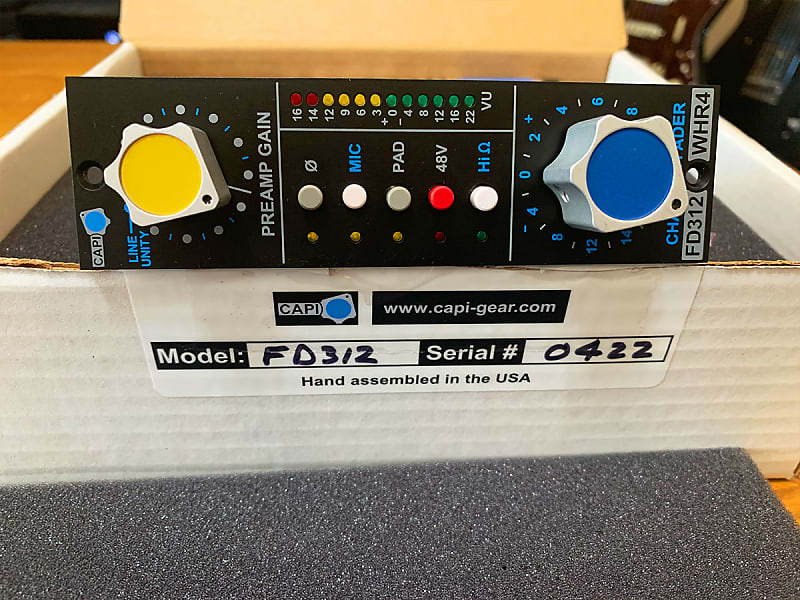 CAPI
LINE
UNITY
PREAMP GAIN
16 14 12 9 6 3 + 0 − 4 8 12 16 22
VU
Ø
MIC
PAD
48V
Hi Ω
− 4 0 2 + 4 6 8
8 12 14
CHA ADER
FD312 WHR4
CAPI www.capi-gear.com
Model: FD312 Serial # 0422
Hand assembled in the USA